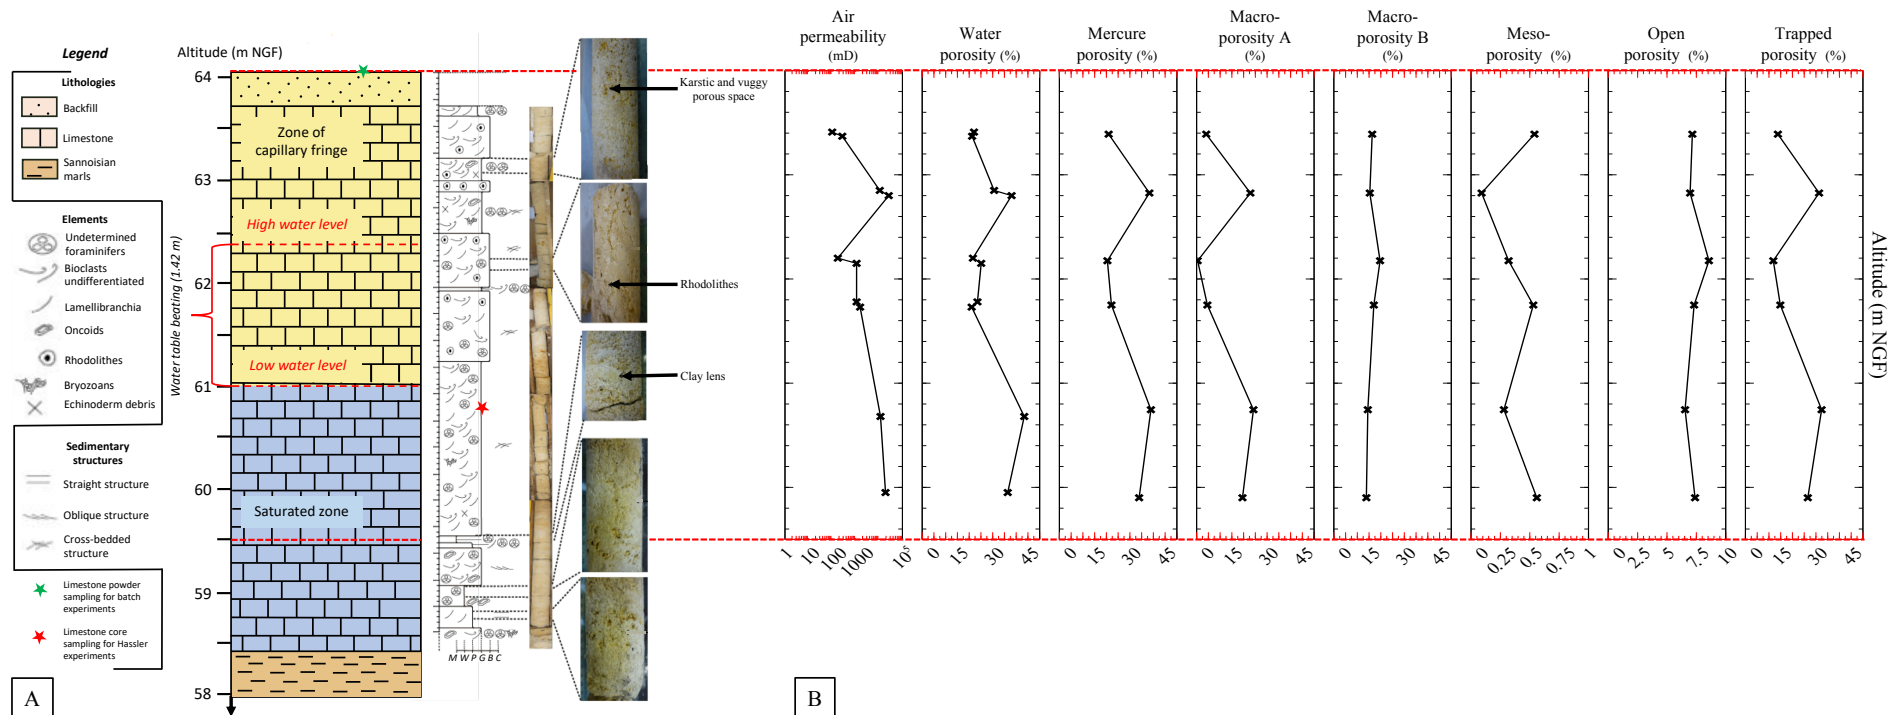 Legend
Lithologies
Backfill
Limestone
Sannoisian
marls
Elements
Undetermined
foraminifers
Bioclasts
undifferentiated
Lamellibranchia
Oncoids
Rhodolithes
Bryozoans
Echinoderm debris
Sedimentary
structures
Straight structure
Oblique structure
Cross-bedded
structure
Limestone powder
sampling for batch
experiments
Limestone core
sampling for Hassler
experiments
A
Altitude (m NGF)
64
63
62
61
60
59
58
Water table beating (1.42 m)
Zone of
capillary fringe
High water level
Low water level
Saturated zone
M W P G B C
Karstic and vuggy
porous space
Rhodolithes
Clay lens
B
Air
permeability
(mD)
1 10 100 1000 10⁵
Water
porosity (%)
0 15 30 45
Mercure
porosity (%)
0 15 30 45
Macro-
porosity A
(%)
0 15 30 45
Macro-
porosity B
(%)
0 15 30 45
Meso-
porosity (%)
0 0.25 0.5 0.75 1
Open
porosity (%)
0 2.5 5 7.5 10
Trapped
porosity (%)
0 15 30 45
Altitude (m NGF)